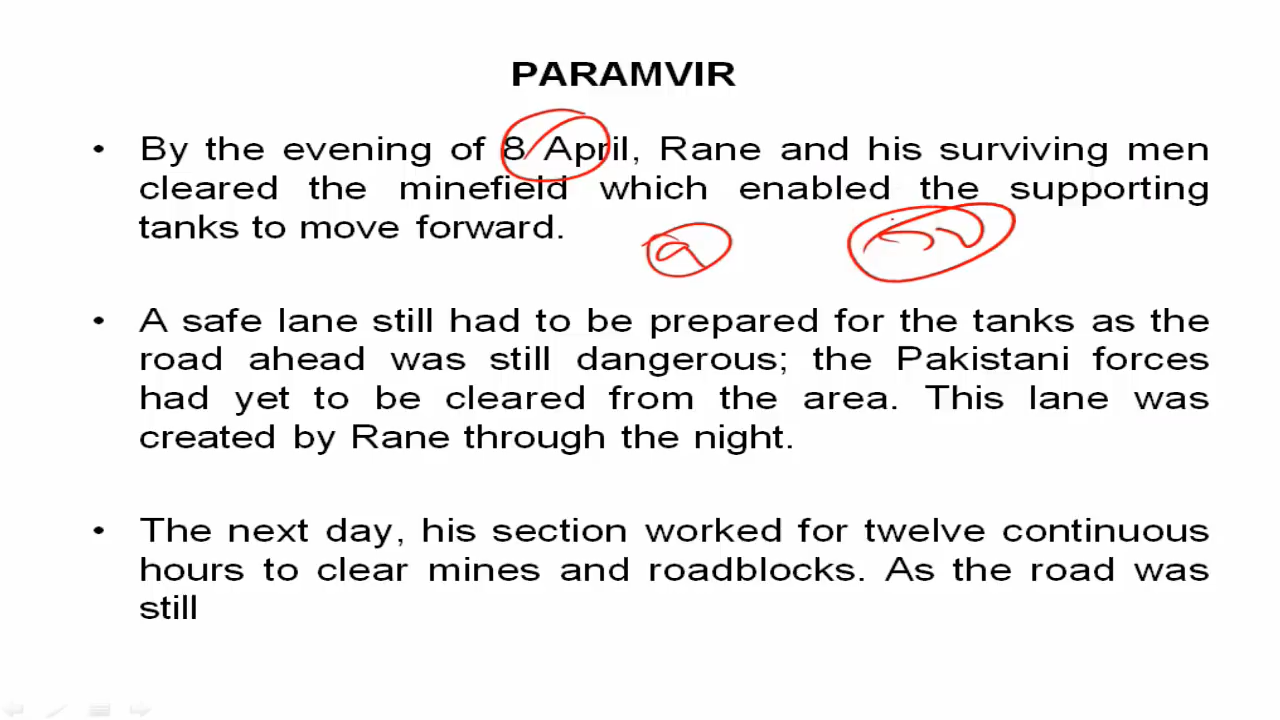 PARAMVIR
• By the evening of 8 April, Rane and his surviving men
cleared the minefield which enabled the supporting
tanks to move forward.
• A safe lane still had to be prepared for the tanks as the
road ahead was still dangerous; the Pakistani forces
had yet to be cleared from the area. This lane was
created by Rane through the night.
• The next day, his section worked for twelve continuous
hours to clear mines and roadblocks. As the road was
still